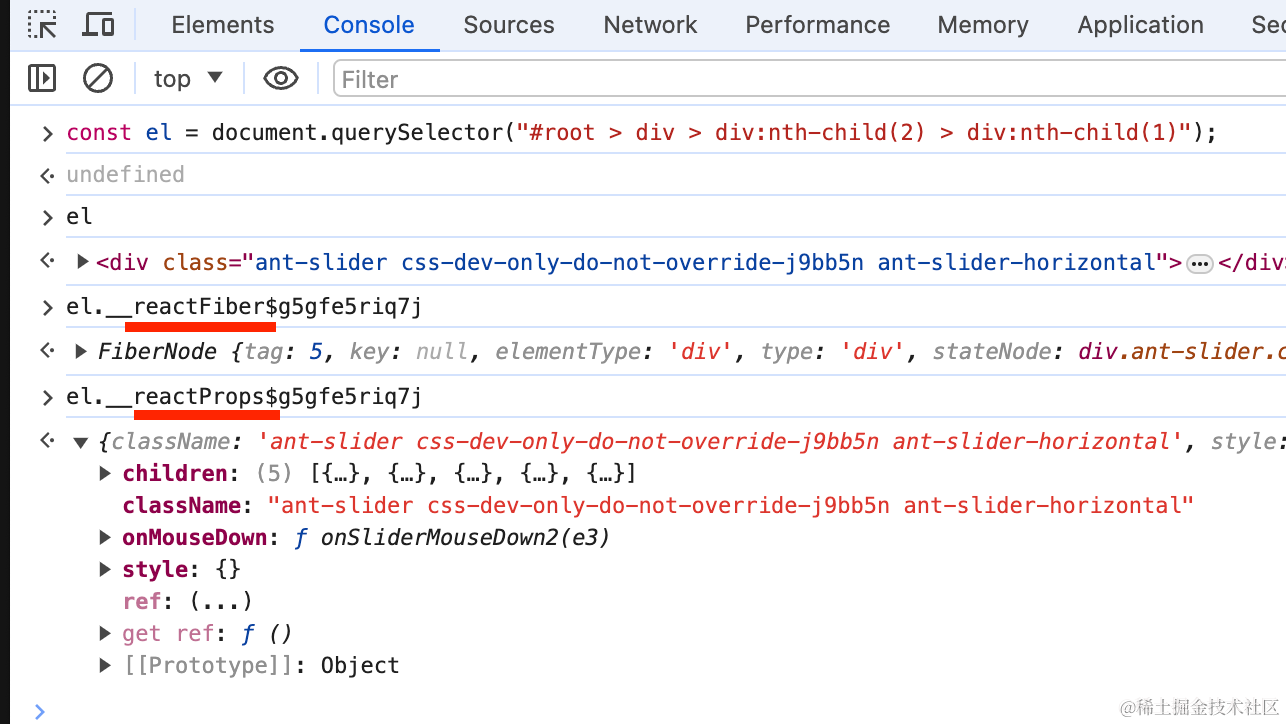 Elements Console Sources Network Performance Memory Application Sec
top Filter
const el = document.querySelector("#root > div > div:nth-child(2) > div:nth-child(1)");
undefined
el
<div class="ant-slider css-dev-only-do-not-override-j9bb5n ant-slider-horizontal">…</div>
el.__reactFiber$g5gfe5riq7j
FiberNode {tag: 5, key: null, elementType: 'div', type: 'div', stateNode: div.ant-slider.c
el.__reactProps$g5gfe5riq7j
{className: 'ant-slider css-dev-only-do-not-override-j9bb5n ant-slider-horizontal', style:
children: (5) [{…}, {…}, {…}, {…}, {…}]
className: "ant-slider css-dev-only-do-not-override-j9bb5n ant-slider-horizontal"
onMouseDown: ƒ onSliderMouseDown2(e3)
style: {}
ref: (...)
get ref: ƒ ()
[[Prototype]]: Object
@稀土掘金技术社区